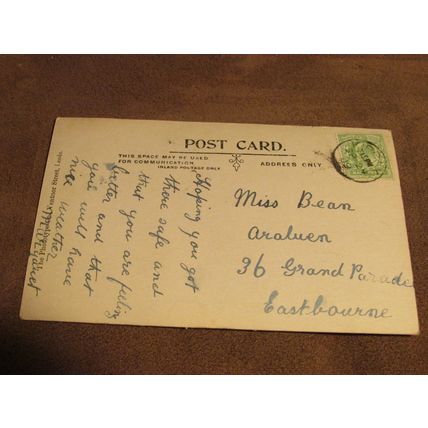 POST CARD.
THIS SPACE MAY BE USED
FOR COMMUNICATION
INLAND POSTAGE ONLY
ADDRESS ONLY
Hoping you got
there safe and
that you are feeling
better and that
you will have
nice weather
Miss Bean
Araluen
36 Grand Parade
Eastbourne